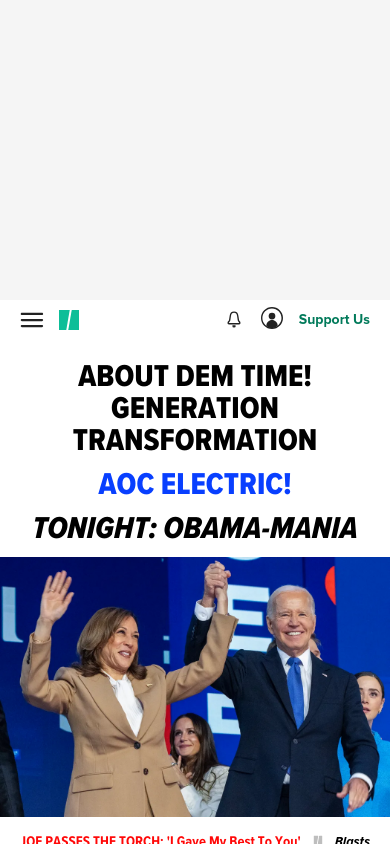 Support Us
ABOUT DEM TIME!
GENERATION
TRANSFORMATION
AOC ELECTRIC!
TONIGHT: OBAMA-MANIA
JOE PASSES THE TORCH: 'I Gave My Best To You' Blasts